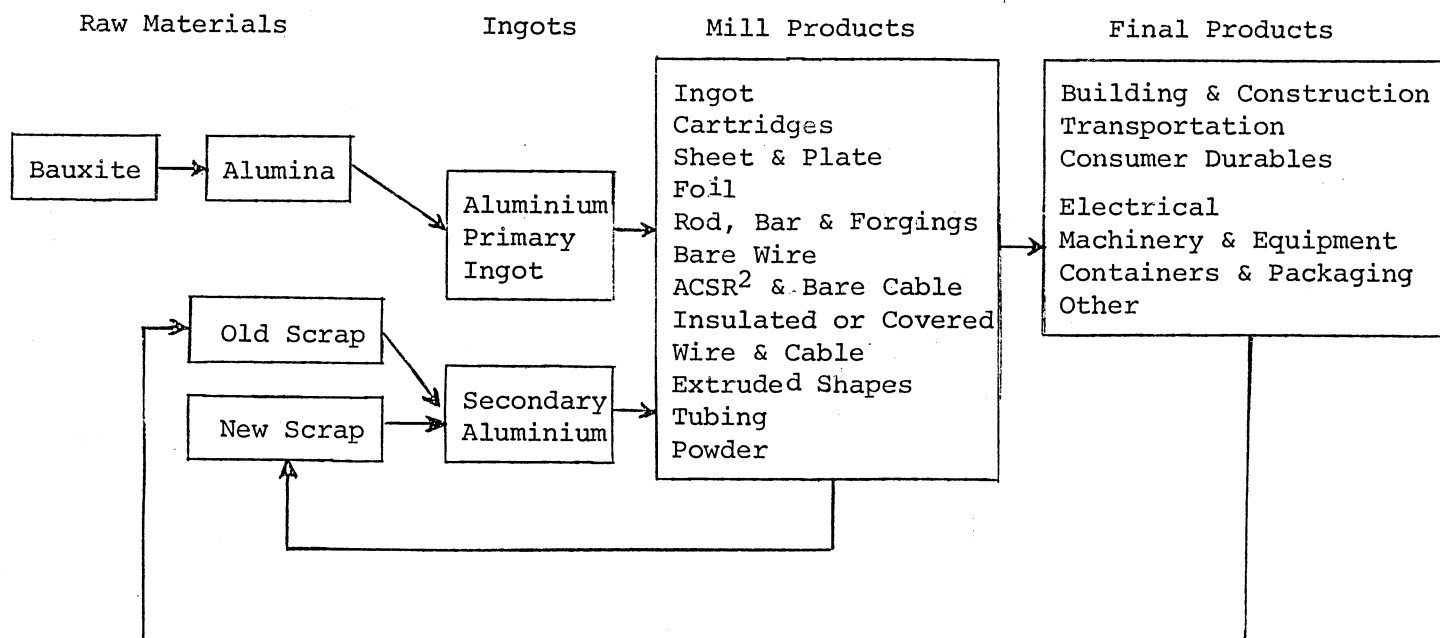 Raw Materials
Ingots
Mill Products
Final Products
Bauxite
Alumina
Aluminium
Primary
Ingot
Old Scrap
New Scrap
Secondary
Aluminium
Ingot
Cartridges
Sheet & Plate
Foil
Rod, Bar & Forgings
Bare Wire
ACSR² & Bare Cable
Insulated or Covered
Wire & Cable
Extruded Shapes
Tubing
Powder
Building & Construction
Transportation
Consumer Durables
Electrical
Machinery & Equipment
Containers & Packaging
Other